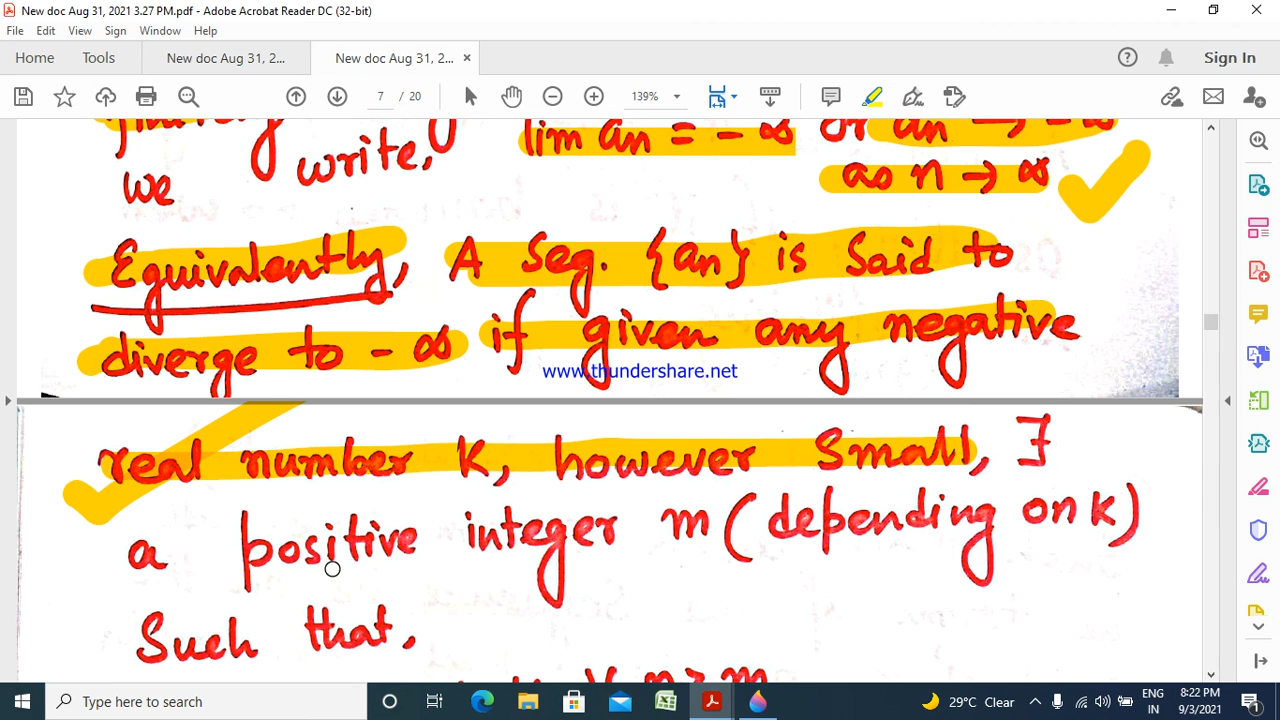 New doc Aug 31, 2021 3.27 PM.pdf - Adobe Acrobat Reader DC (32-bit)
File Edit View Sign Window Help
Home Tools New doc Aug 31, 2... New doc Aug 31, 2... ×
Sign In
7 / 20 139%
we write, lim an = - ∞ or an → - ∞
as n → ∞
Equivalently, A Seq. {an} is Said to
diverge to - ∞ if given any negative
www.thundershare.net
real number K, however Small, ∃
a positive integer m (depending on K)
Such that.
∀ n ≥ m
Type here to search
29°C Clear
ENG
IN
8:22 PM
9/3/2021